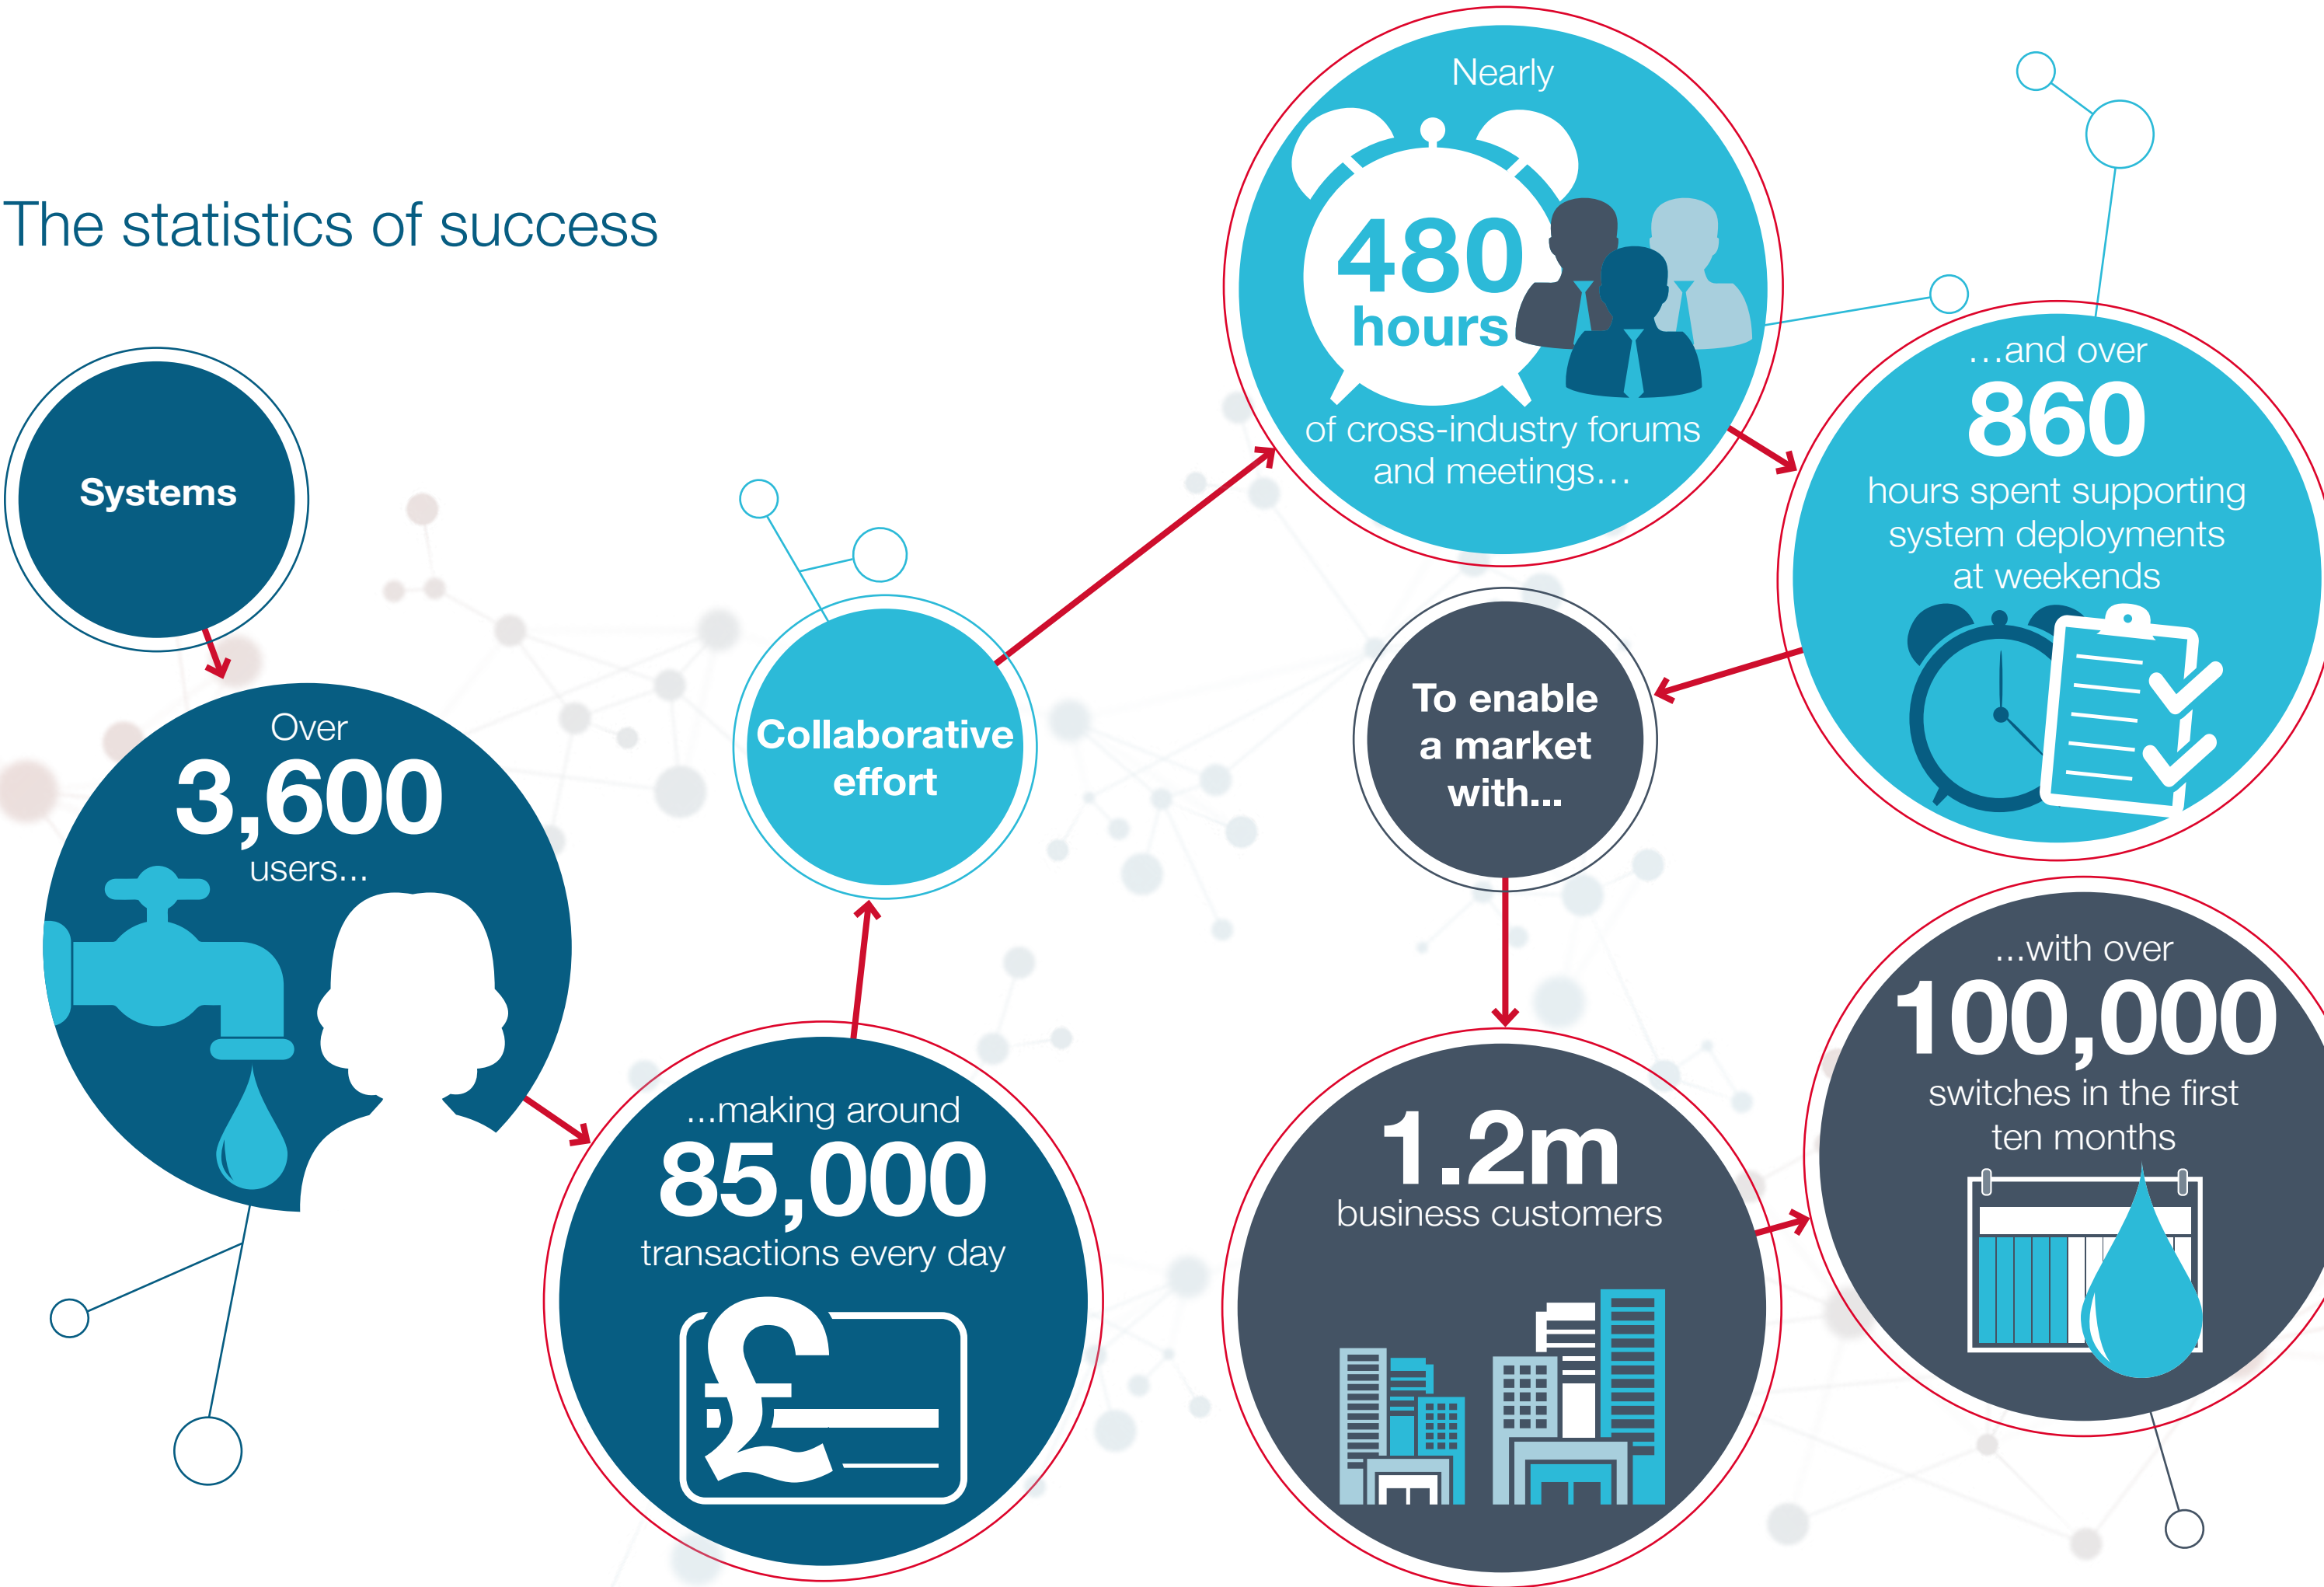 The statistics of success
Systems
Over
3,600
users...
...making around
85,000
transactions every day
£
Collaborative
effort
Nearly
480
hours
of cross-industry forums
and meetings...
...and over
860
hours spent supporting
system deployments
at weekends
To enable
a market
with...
1.2m
business customers
...with over
100,000
switches in the first
ten months